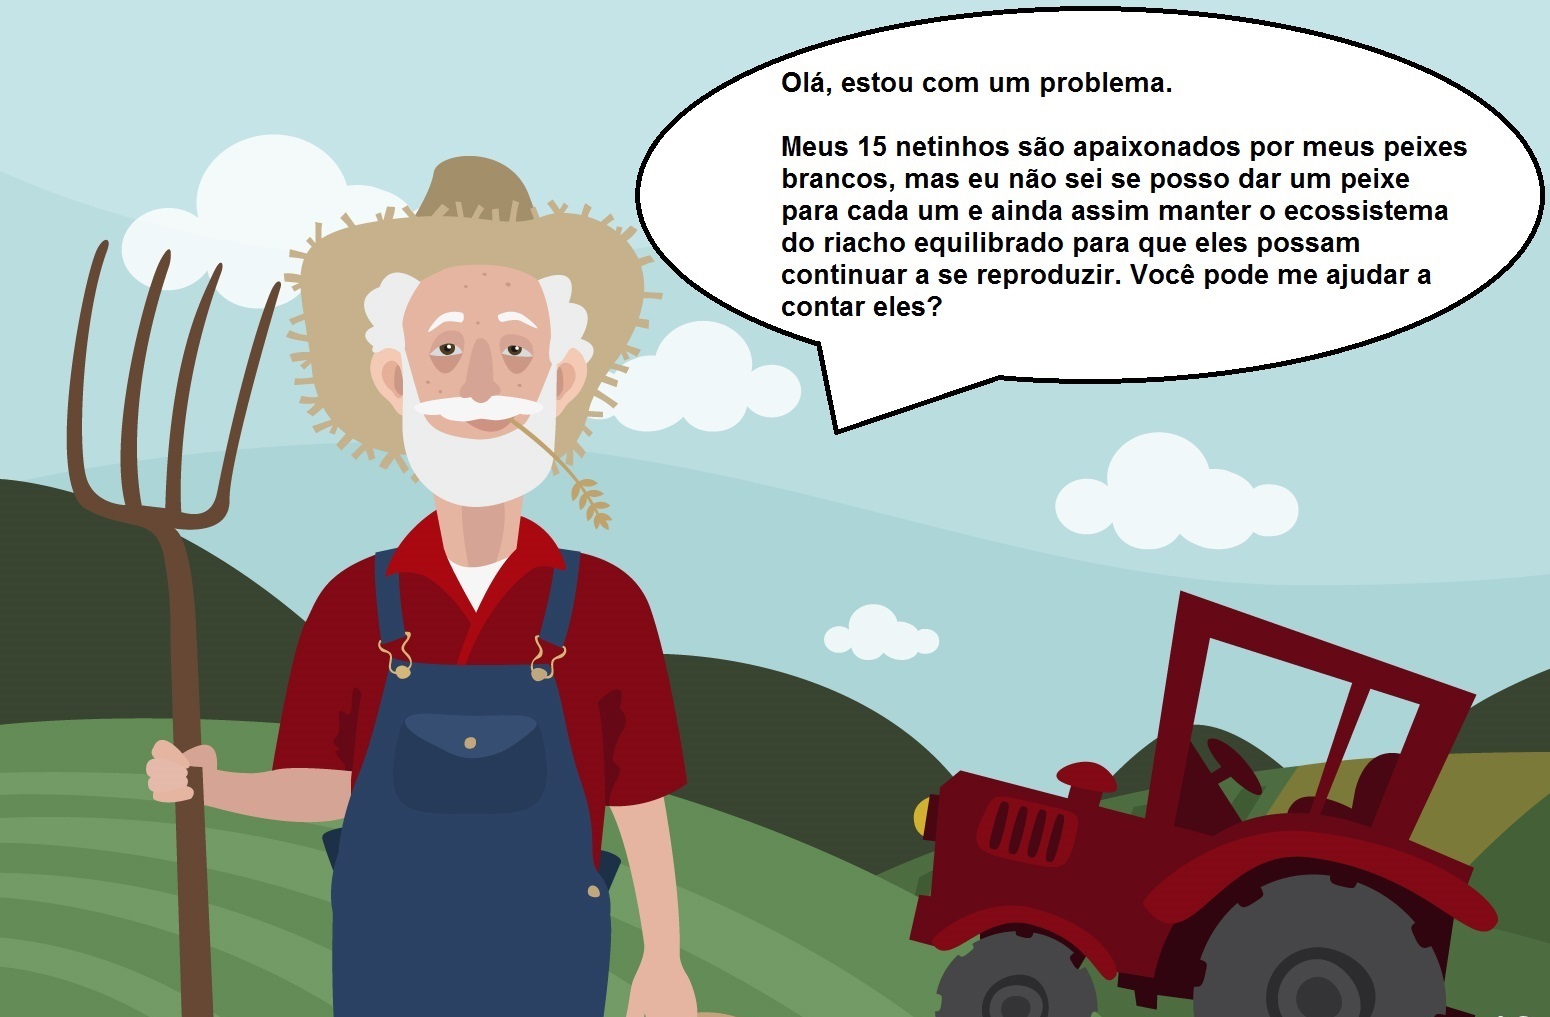 Olá, estou com um problema.
Meus 15 netinhos são apaixonados por meus peixes
brancos, mas eu não sei se posso dar um peixe
para cada um e ainda assim manter o ecossistema
do riacho equilibrado para que eles possam
continuar a se reproduzir. Você pode me ajudar a
contar eles?